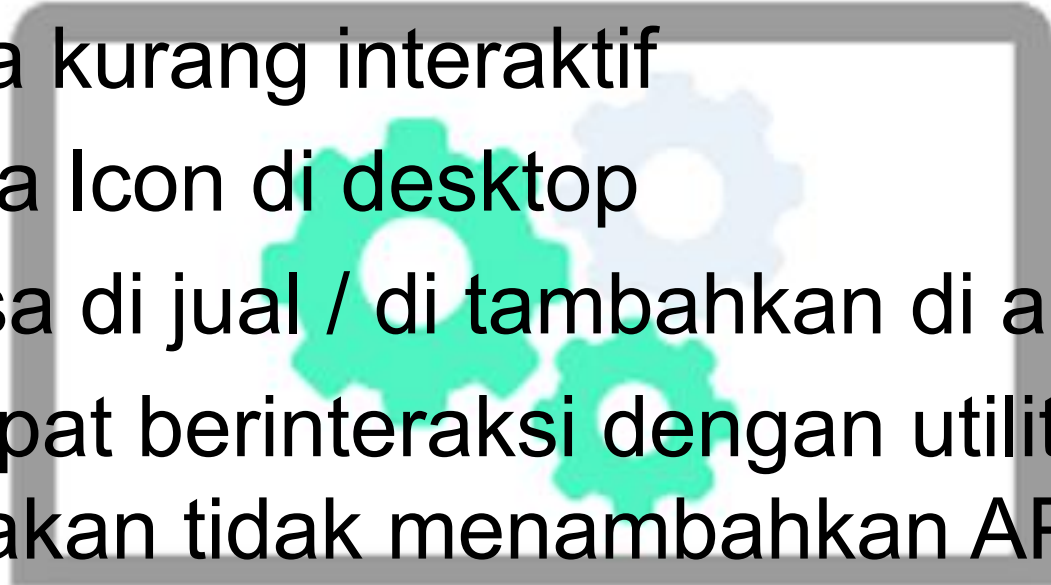 a kurang interaktif
a Icon di desktop
sa di jual / di tambahkan di a
pat berinteraksi dengan utilit
akan tidak menambahkan AP